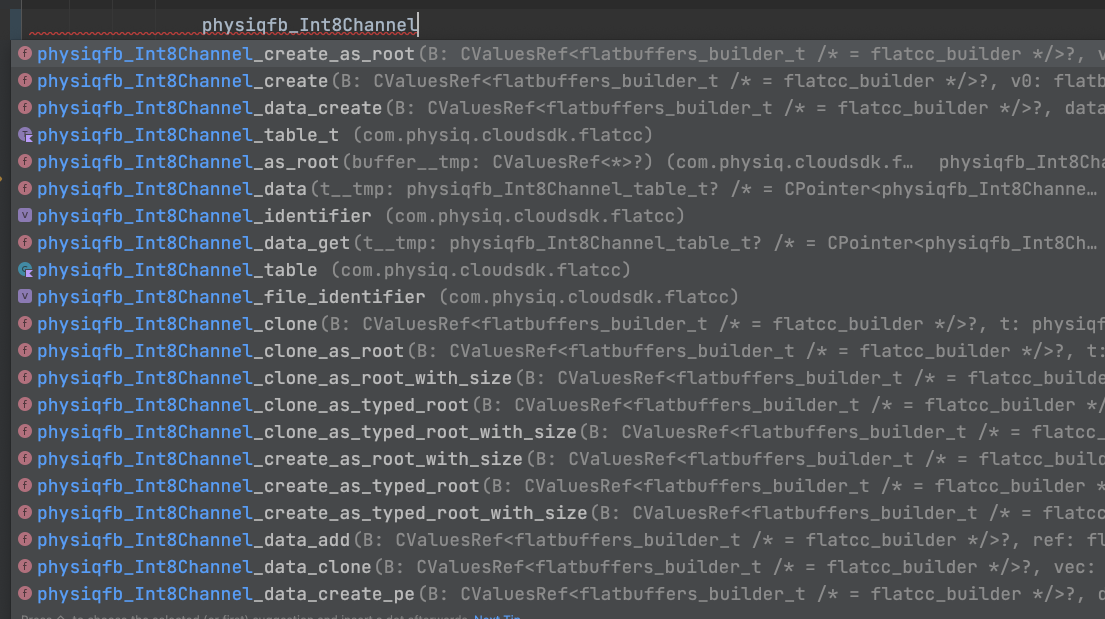 physiqfb_Int8Channel
physiqfb_Int8Channel_create_as_root(B: CValuesRef<flatbuffers_builder_t /* = flatcc_builder */>?, v
physiqfb_Int8Channel_create(B: CValuesRef<flatbuffers_builder_t /* = flatcc_builder */>?, v0: flatb
physiqfb_Int8Channel_data_create(B: CValuesRef<flatbuffers_builder_t /* = flatcc_builder */>?, data
physiqfb_Int8Channel_table_t (com.physiq.cloudsdk.flatcc)
physiqfb_Int8Channel_as_root(buffer__tmp: CValuesRef<*>?) (com.physiq.cloudsdk.f… physiqfb_Int8Cha
physiqfb_Int8Channel_data(t__tmp: physiqfb_Int8Channel_table_t? /* = CPointer<physiqfb_Int8Channe…
physiqfb_Int8Channel_identifier (com.physiq.cloudsdk.flatcc)
physiqfb_Int8Channel_data_get(t__tmp: physiqfb_Int8Channel_table_t? /* = CPointer<physiqfb_Int8Ch…
physiqfb_Int8Channel_table (com.physiq.cloudsdk.flatcc)
physiqfb_Int8Channel_file_identifier (com.physiq.cloudsdk.flatcc)
physiqfb_Int8Channel_clone(B: CValuesRef<flatbuffers_builder_t /* = flatcc_builder */>?, t: physiqf
physiqfb_Int8Channel_clone_as_root(B: CValuesRef<flatbuffers_builder_t /* = flatcc_builder */>?, t:
physiqfb_Int8Channel_clone_as_root_with_size(B: CValuesRef<flatbuffers_builder_t /* = flatcc_builde
physiqfb_Int8Channel_clone_as_typed_root(B: CValuesRef<flatbuffers_builder_t /* = flatcc_builder */
physiqfb_Int8Channel_clone_as_typed_root_with_size(B: CValuesRef<flatbuffers_builder_t /* = flatcc_
physiqfb_Int8Channel_create_as_root_with_size(B: CValuesRef<flatbuffers_builder_t /* = flatcc_build
physiqfb_Int8Channel_create_as_typed_root(B: CValuesRef<flatbuffers_builder_t /* = flatcc_builder *
physiqfb_Int8Channel_create_as_typed_root_with_size(B: CValuesRef<flatbuffers_builder_t /* = flatcc
physiqfb_Int8Channel_data_add(B: CValuesRef<flatbuffers_builder_t /* = flatcc_builder */>?, ref: fl
physiqfb_Int8Channel_data_clone(B: CValuesRef<flatbuffers_builder_t /* = flatcc_builder */>?, vec:
physiqfb_Int8Channel_data_create_pe(B: CValuesRef<flatbuffers_builder_t /* = flatcc_builder */>?, d